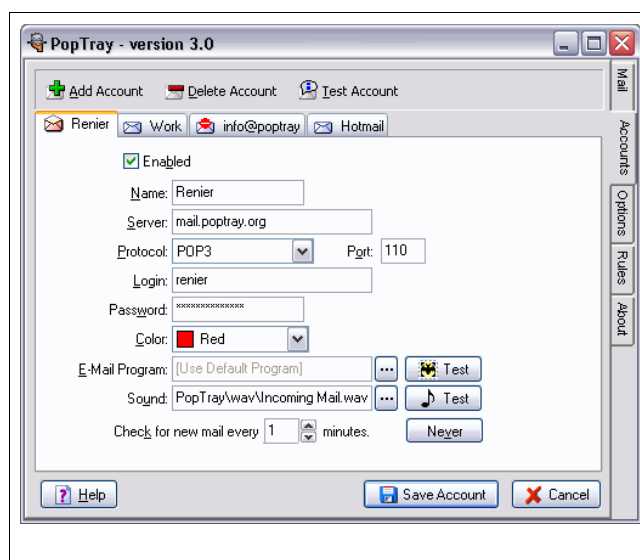 PopTray - version 3.0
Add Account Delete Account Test Account
Renier Work info@poptray Hotmail
Enabled
Name: Renier
Server: mail.poptray.org
Protocol: POP3 Port: 110
Login: renier
Password: **************
Color: Red
E-Mail Program: [Use Default Program] ... Test
Sound: PopTray\wav\Incoming Mail.wav ... Test
Check for new mail every 1 minutes. Never
Help Save Account Cancel
Mail
Accounts
Options
Rules
About